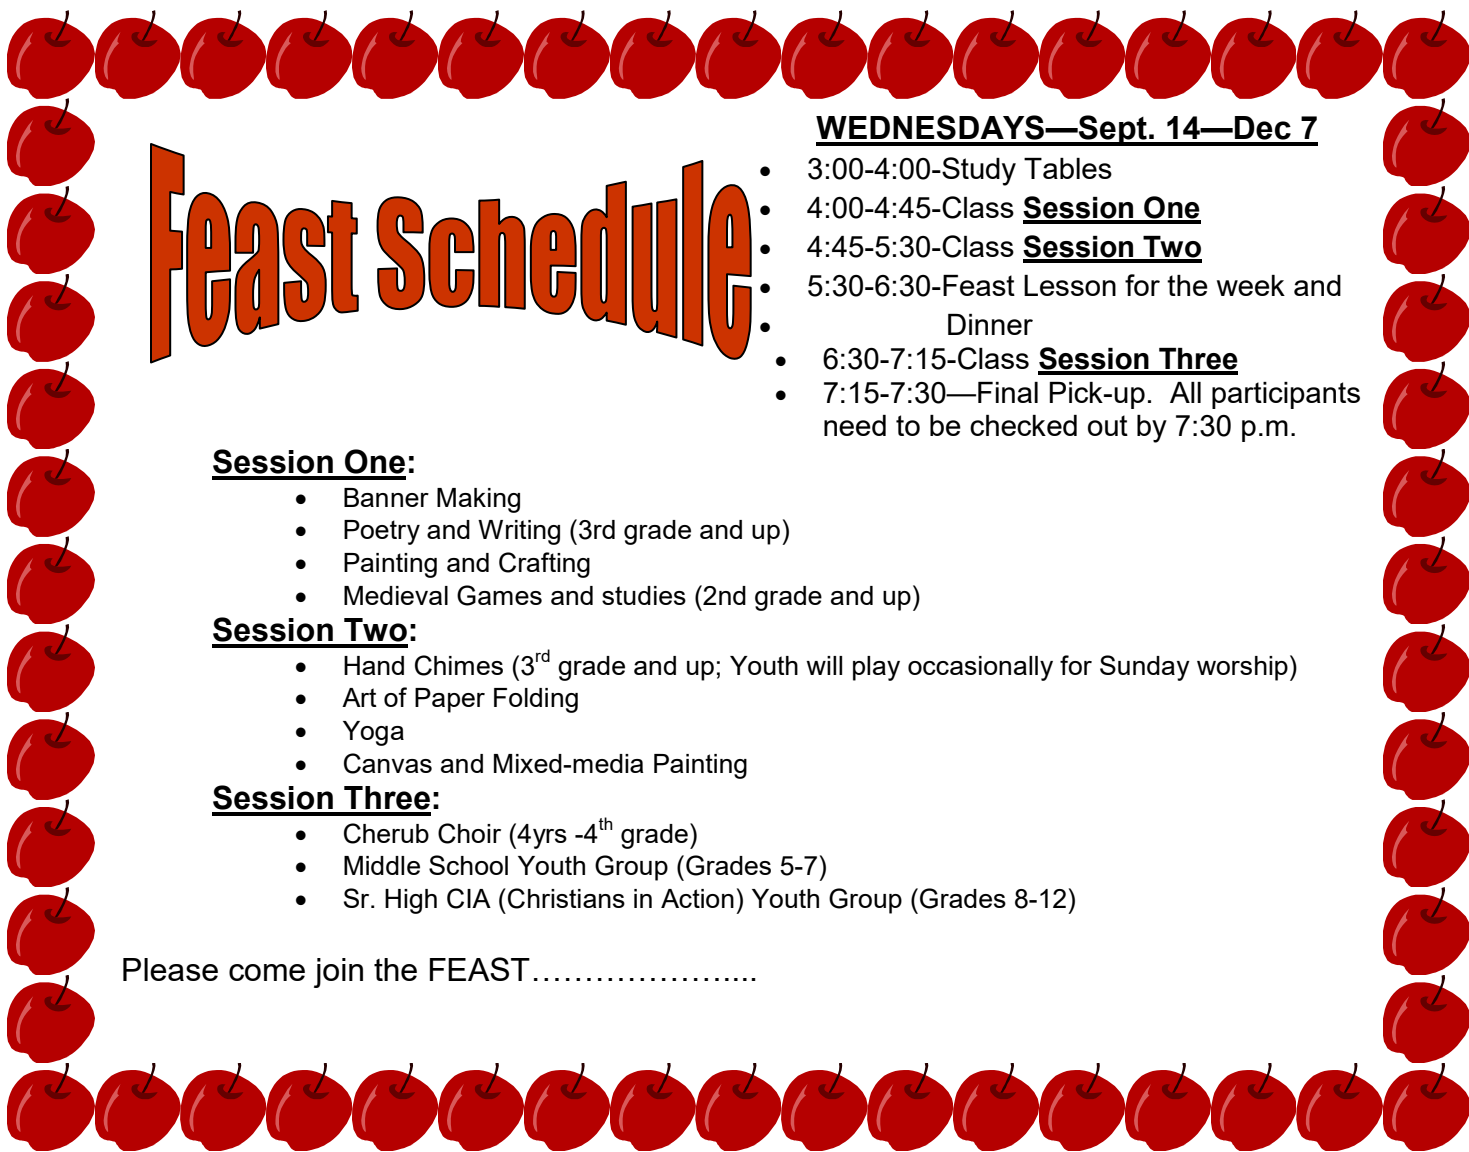 Feast Schedule
WEDNESDAYS—Sept. 14—Dec 7
• 3:00-4:00-Study Tables
• 4:00-4:45-Class Session One
• 4:45-5:30-Class Session Two
• 5:30-6:30-Feast Lesson for the week and
• Dinner
• 6:30-7:15-Class Session Three
• 7:15-7:30—Final Pick-up.  All participants
need to be checked out by 7:30 p.m.
Session One:
• Banner Making
• Poetry and Writing (3rd grade and up)
• Painting and Crafting
• Medieval Games and studies (2nd grade and up)
Session Two:
• Hand Chimes (3rd grade and up; Youth will play occasionally for Sunday worship)
• Art of Paper Folding
• Yoga
• Canvas and Mixed-media Painting
Session Three:
• Cherub Choir (4yrs -4th grade)
• Middle School Youth Group (Grades 5-7)
• Sr. High CIA (Christians in Action) Youth Group (Grades 8-12)
Please come join the FEAST…………………....